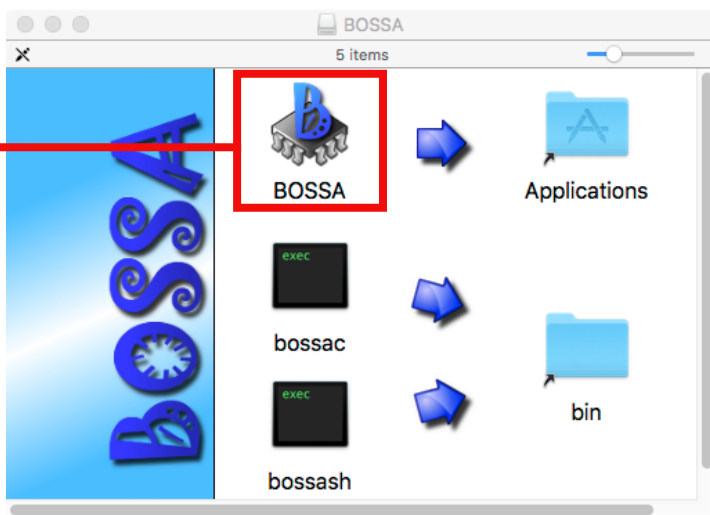 BOSSA
5 items
BOSSA
B
BOSSA
Applications
exec
bossac
exec
bossash
bin